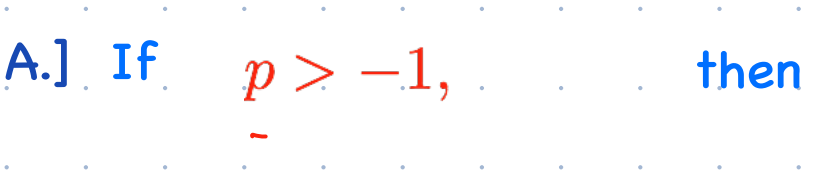 A.] If p > −1, then